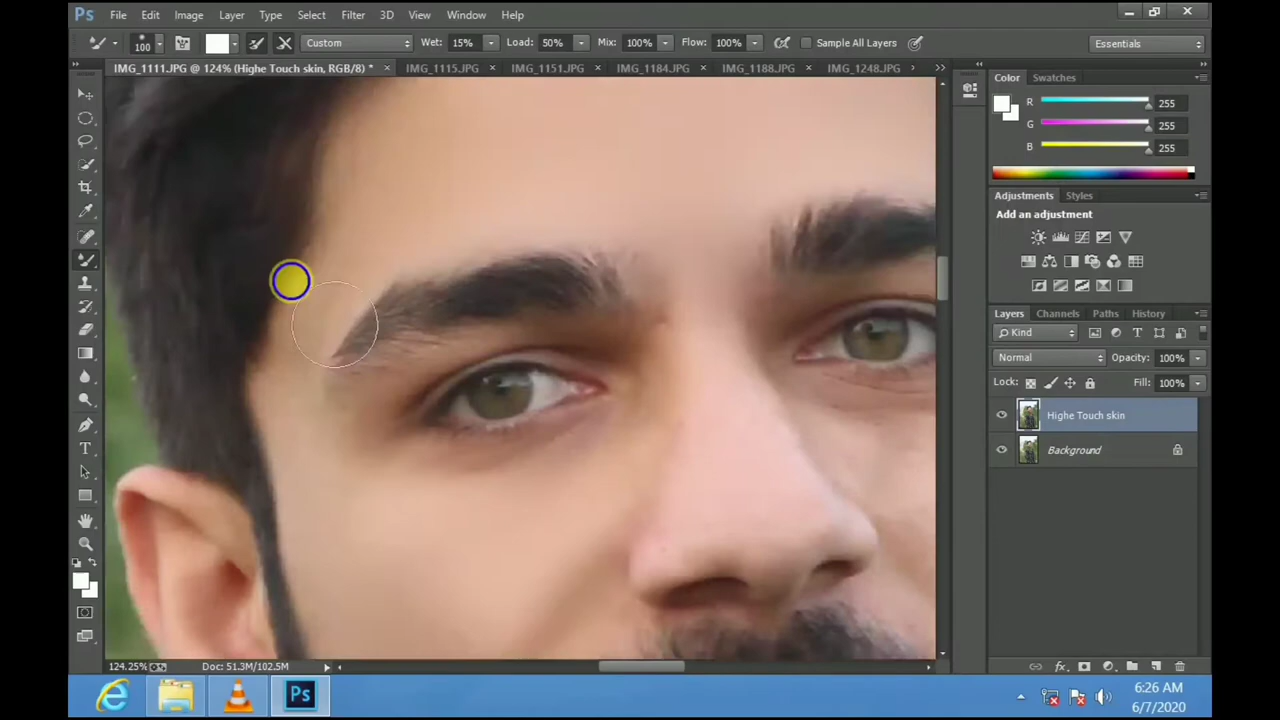 Ps File Edit Image Layer Type Select Filter 3D View Window Help
100 Custom Wet: 15% Load: 50% Mix: 100% Flow: 100% Sample All Layers Essentials
IMG_1111.JPG @ 124% (Highe Touch skin, RGB/8) * × IMG_1115.JPG × IMG_1151.JPG × IMG_1184.JPG × IMG_1188.JPG × IMG_1248.JPG
Color Swatches
R 255
G 255
B 255
Adjustments Styles
Add an adjustment
Layers Channels Paths History
Kind
Normal Opacity: 100%
Lock: Fill: 100%
Highe Touch skin
Background
124.25% Doc: 51.3M/102.5M
Ps
6:26 AM
6/7/2020